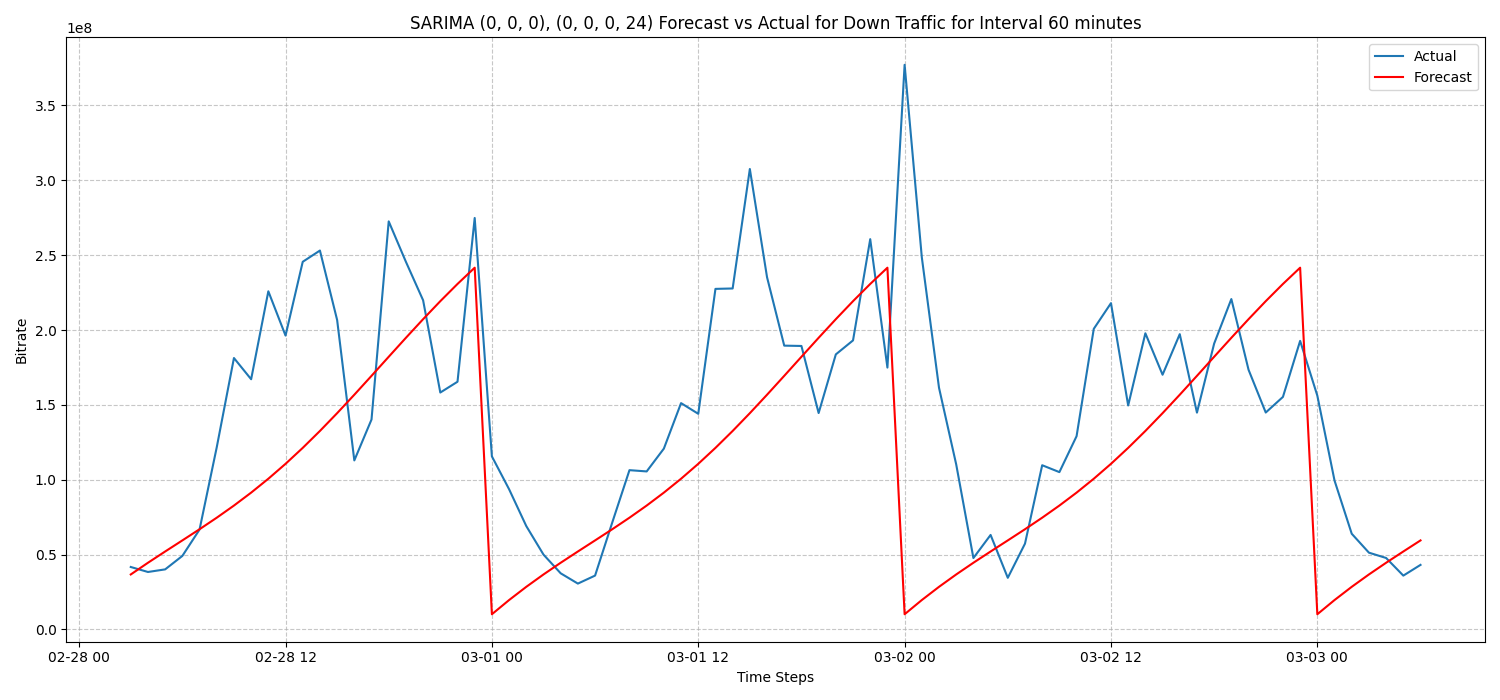 SARIMA (0, 0, 0), (0, 0, 0, 24) Forecast vs Actual for Down Traffic for Interval 60 minutes
1e8
Actual
Forecast
3.5
3.0
2.5
2.0
1.5
1.0
0.5
0.0
Bitrate
02-28 00
02-28 12
03-01 00
03-01 12
03-02 00
03-02 12
03-03 00
Time Steps